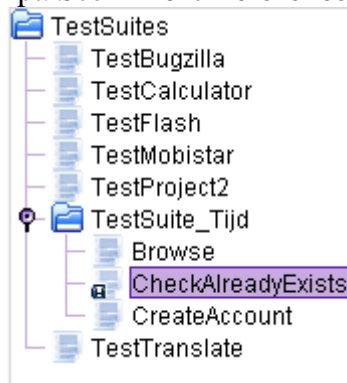 TestSuites
TestBugzilla
TestCalculator
TestFlash
TestMobistar
TestProject2
TestSuite_Tijd
Browse
CheckAlreadyExists
CreateAccount
TestTranslate